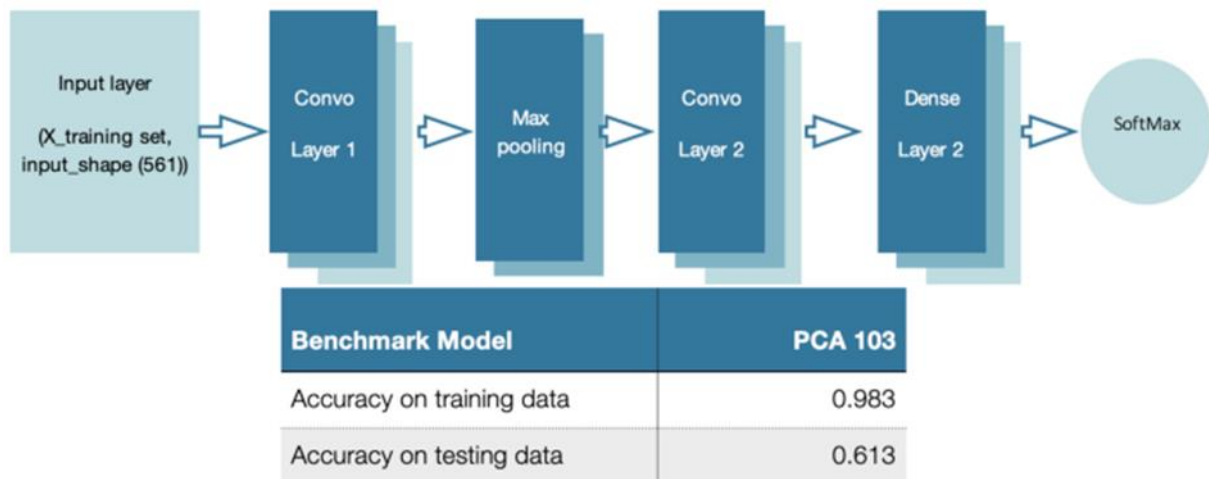 Input layer
(X_training set,
input_shape (561))
Convo
Layer 1
Max
pooling
Convo
Layer 2
Dense
Layer 2
SoftMax
Benchmark Model PCA 103
Accuracy on training data 0.983
Accuracy on testing data 0.613